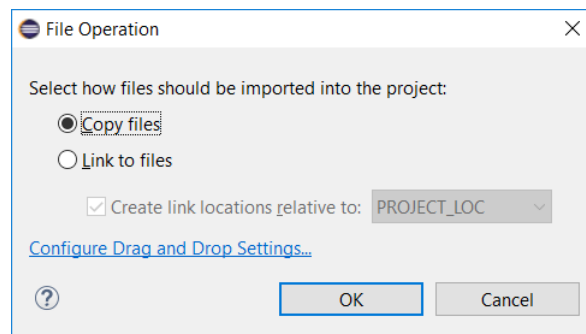 File Operation
Select how files should be imported into the project:
Copy files
Link to files
Create link locations relative to: PROJECT_LOC
Configure Drag and Drop Settings...
? OK Cancel